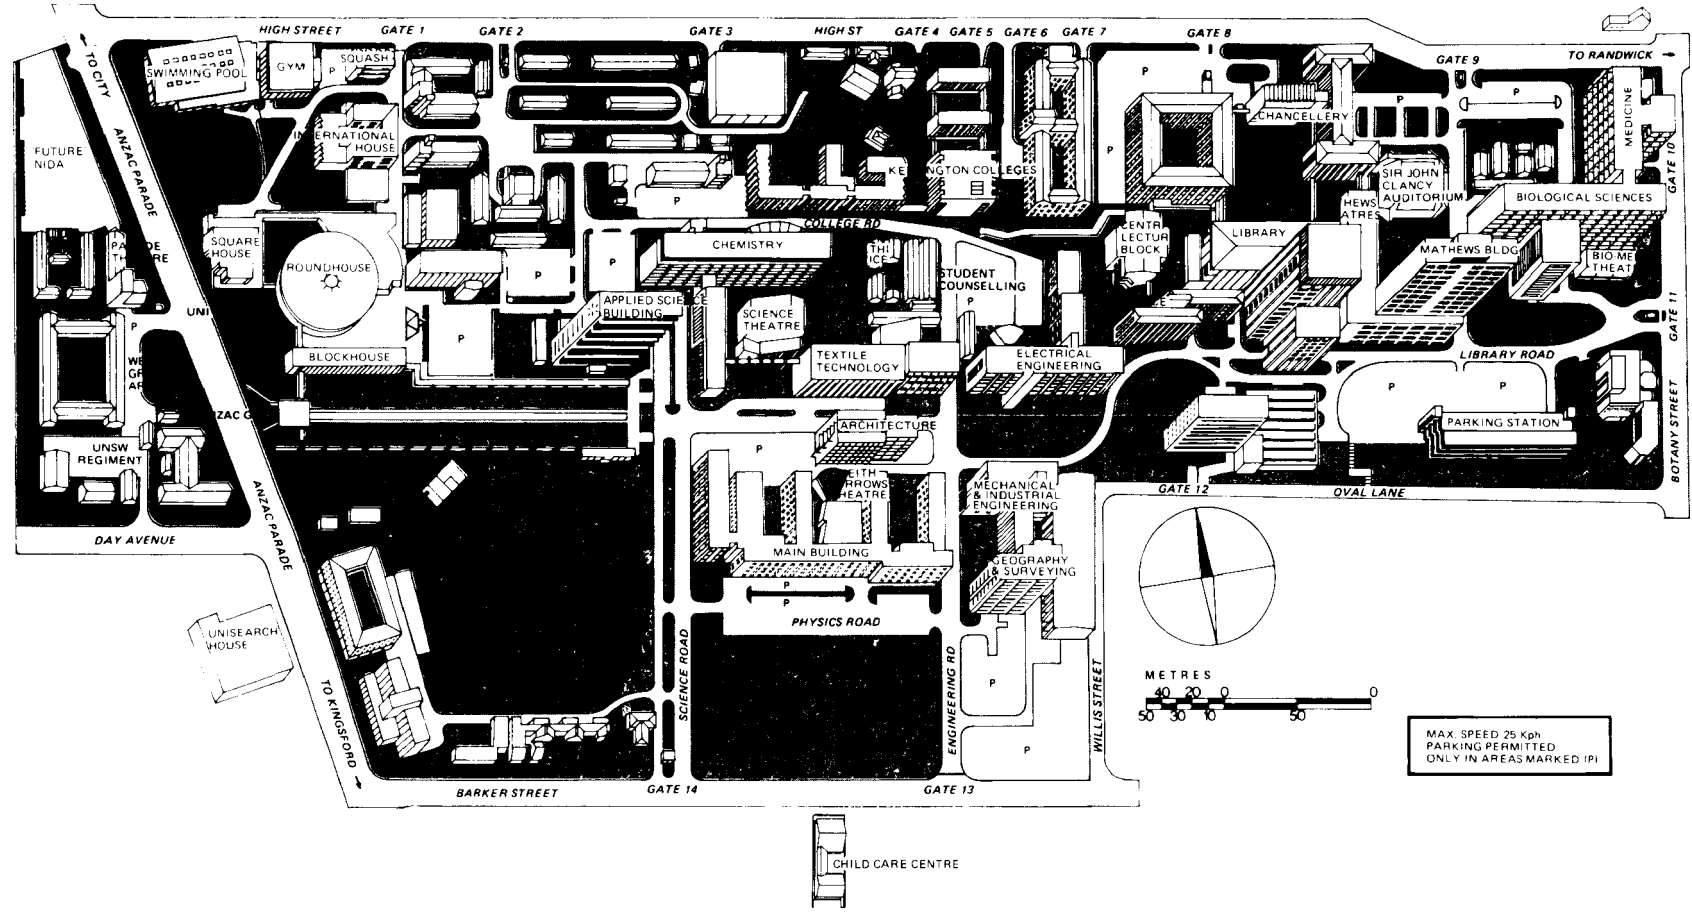 HIGH STREET
GATE 1
GATE 2
GATE 3
HIGH ST
GATE 4
GATE 5
GATE 6
GATE 7
GATE 8
GATE 9
TO RANDWICK
TO CITY
SWIMMING POOL
GYM
P
SQUASH
P
P
P
MEDICINE
ANZAC PARADE
INTERNATIONAL
HOUSE
FUTURE
NIDA
CHANCELLERY
P
GATE 10
SIR JOHN
CLANCY
AUDITORIUM
BIOLOGICAL SCIENCES
P
COLLEGE RD
SQUARE
HOUSE
ROUNDHOUSE
CHEMISTRY
LECTUR
BLOCK
LIBRARY
MATHEWS BLDG
P
P
STUDENT
COUNSELLING
P
APPLIED SCIENCE
BUILDING
SCIENCE
THEATRE
GATE 11
P
UNI
P
BLOCKHOUSE
TEXTILE
TECHNOLOGY
ELECTRICAL
ENGINEERING
LIBRARY ROAD
P
P
BOTANY STREET
ARCHITECTURE
PARKING STATION
UNSW
REGIMENT
P
MECHANICAL
& INDUSTRIAL
ENGINEERING
GATE 12
OVAL LANE
ANZAC PARADE
DAY AVENUE
MAIN BUILDING
GEOGRAPHY
& SURVEYING
P
P
PHYSICS ROAD
UNISEARCH
HOUSE
SCIENCE ROAD
ENGINEERING RD
WILLIS STREET
P
METRES
40 20 0 0
50 30 10 50
TO KINGSFORD
P
MAX. SPEED 25 Kph
PARKING PERMITTED
ONLY IN AREAS MARKED IPI
BARKER STREET
GATE 14
GATE 13
CHILD CARE CENTRE